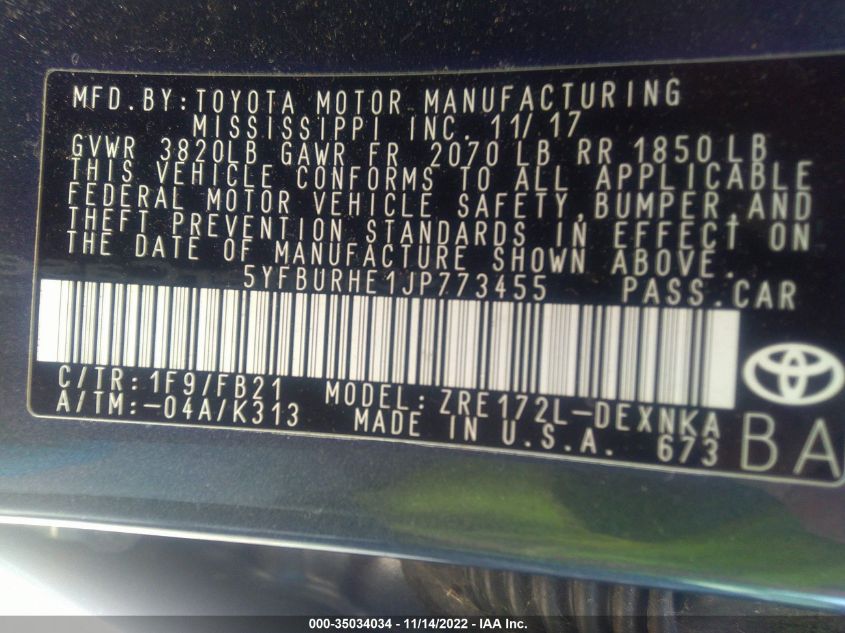 MFD.BY:TOYOTA MOTOR MANUFACTURING
MISSISSIPPI INC. 11/17
GVWR 3820LB GAWR FR 2070 LB RR 1850 LB
THIS VEHICLE CONFORMS TO ALL APPLICABLE
FEDERAL MOTOR VEHICLE SAFETY,BUMPER,AND
THEFT PREVENTION STANDARDS IN EFFECT ON
THE DATE OF MANUFACTURE SHOWN ABOVE.
5YFBURHE1JP773455 PASS.CAR
C/TR:1F9/FB21 MODEL:ZRE172L-DEXNKA
A/TM:-04A/K313 MADE IN U.S.A. 673
BA
000-35034034 - 11/14/2022 - IAA Inc.